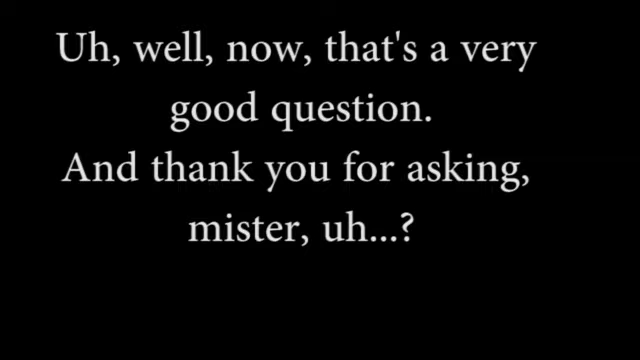 Uh, well, now, that's a very
good question.
And thank you for asking,
mister, uh...?